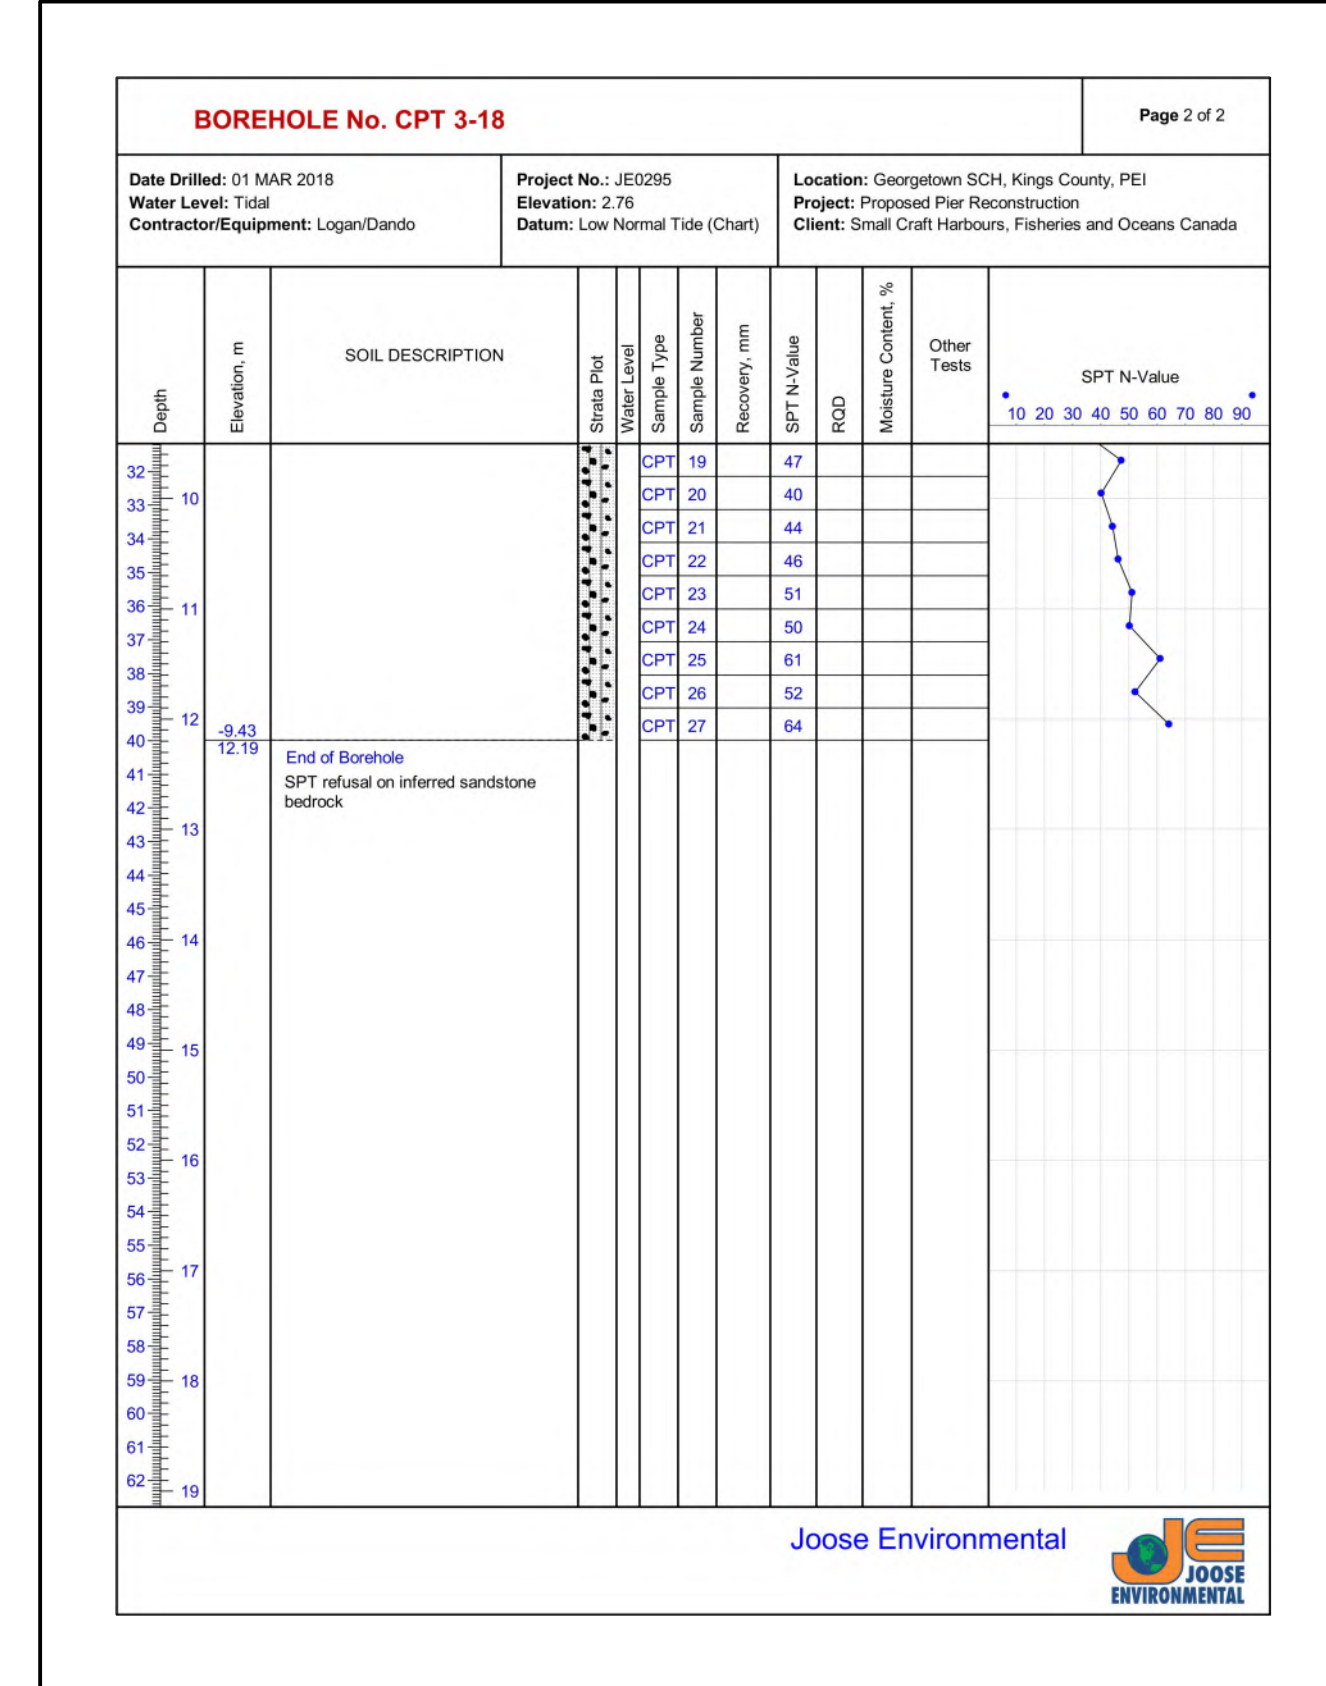 BOREHOLE No. CPT 3-18
Page 2 of 2
Date Drilled: 01 MAR 2018
Water Level: Tidal
Contractor/Equipment: Logan/Dando
Project No.: JE0295
Elevation: 2.76
Datum: Low Normal Tide (Chart)
Location: Georgetown SCH, Kings County, PEI
Project: Proposed Pier Reconstruction
Client: Small Craft Harbours, Fisheries and Oceans Canada
Depth
Elevation, m
SOIL DESCRIPTION
Strata Plot
Water Level
Sample Type
Sample Number
Recovery, mm
SPT N-Value
RQD
Moisture Content, %
Other
Tests
SPT N-Value
10 20 30 40 50 60 70 80 90
CPT 19 47
CPT 20 40
CPT 21 44
CPT 22 46
CPT 23 51
CPT 24 50
CPT 25 61
CPT 26 52
CPT 27 64
32
33
34
35
36
37
38
39
40
41
42
43
44
45
46
47
48
49
50
51
52
53
54
55
56
57
58
59
60
61
62
10
11
12
13
14
15
16
17
18
19
-9.43
12.19
End of Borehole
SPT refusal on inferred sandstone
bedrock
Joose Environmental
JE
JOOSE
ENVIRONMENTAL